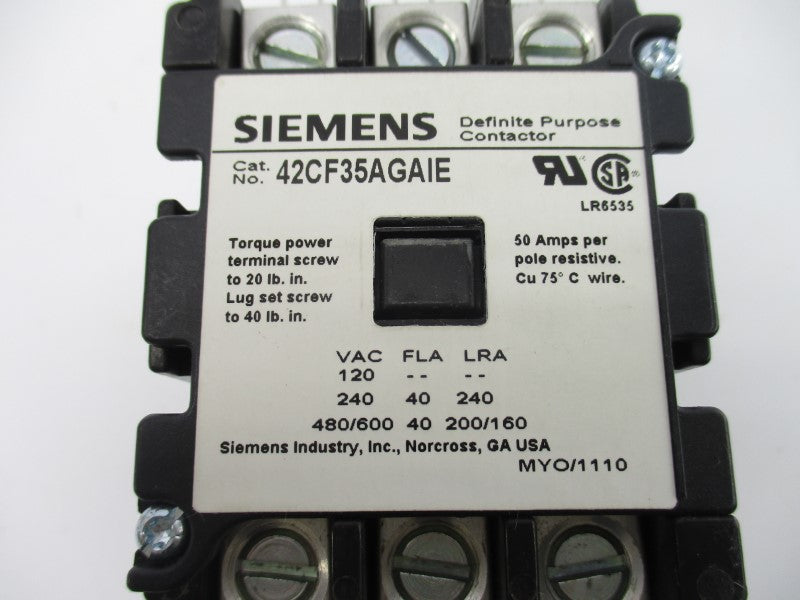 SIEMENS
Definite Purpose
Contactor
Cat.
No. 42CF35AGAIE
LR6535
Torque power
terminal screw
to 20 lb. in.
Lug set screw
to 40 lb. in.
50 Amps per
pole resistive.
Cu 75° C wire.
VAC FLA LRA
120 -- --
240 40 240
480/600 40 200/160
Siemens Industry, Inc., Norcross, GA USA
MYO/1110